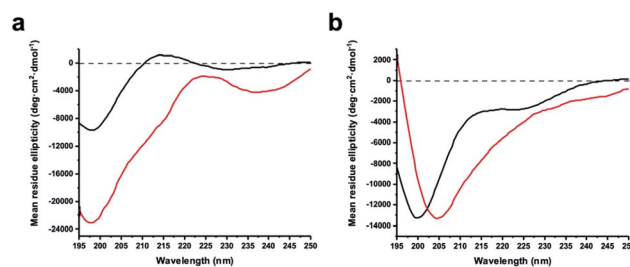 a
b
Mean residue ellipticity (deg·cm²·dmol⁻¹)
4000
0
-4000
-8000
-12000
-16000
-20000
-24000
195 200 205 210 215 220 225 230 235 240 245 250
Wavelength (nm)
Mean residue ellipticity (deg·cm²·dmol⁻¹)
2000
0
-2000
-4000
-6000
-8000
-10000
-12000
-14000
195 200 205 210 215 220 225 230 235 240 245 250
Wavelength (nm)